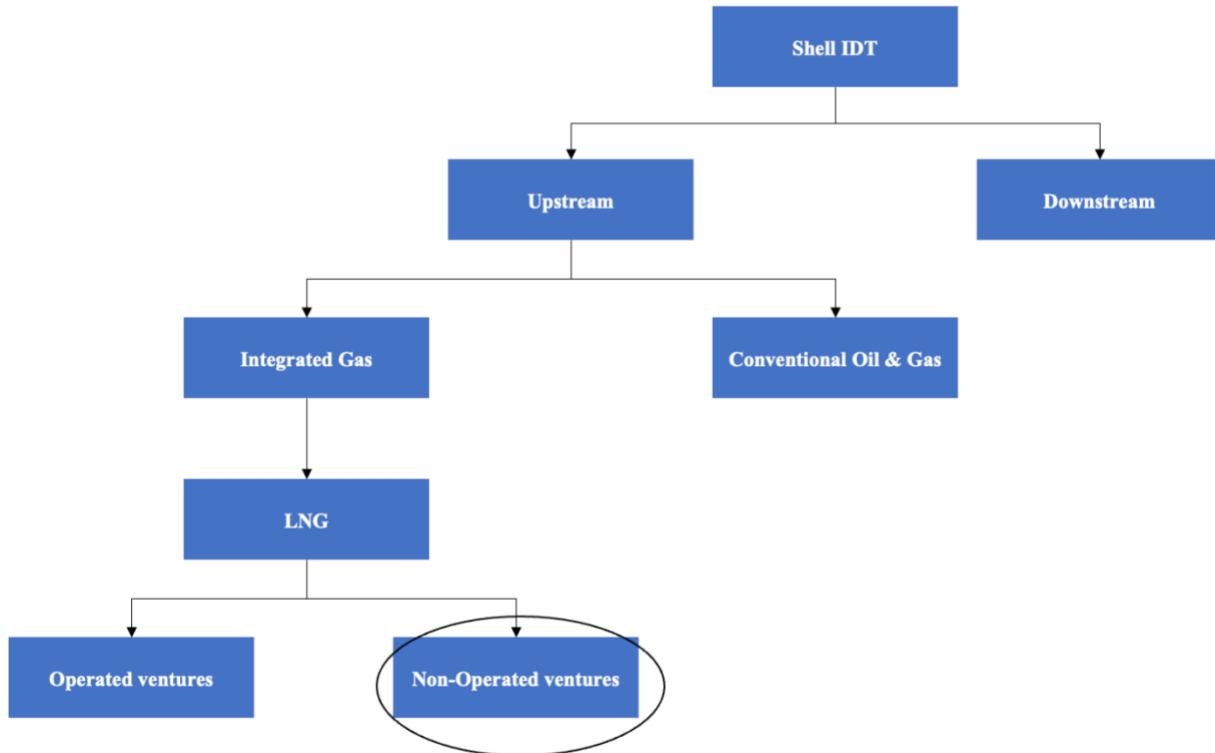 Shell IDT
Upstream
Downstream
Integrated Gas
Conventional Oil & Gas
LNG
Operated ventures
Non-Operated ventures